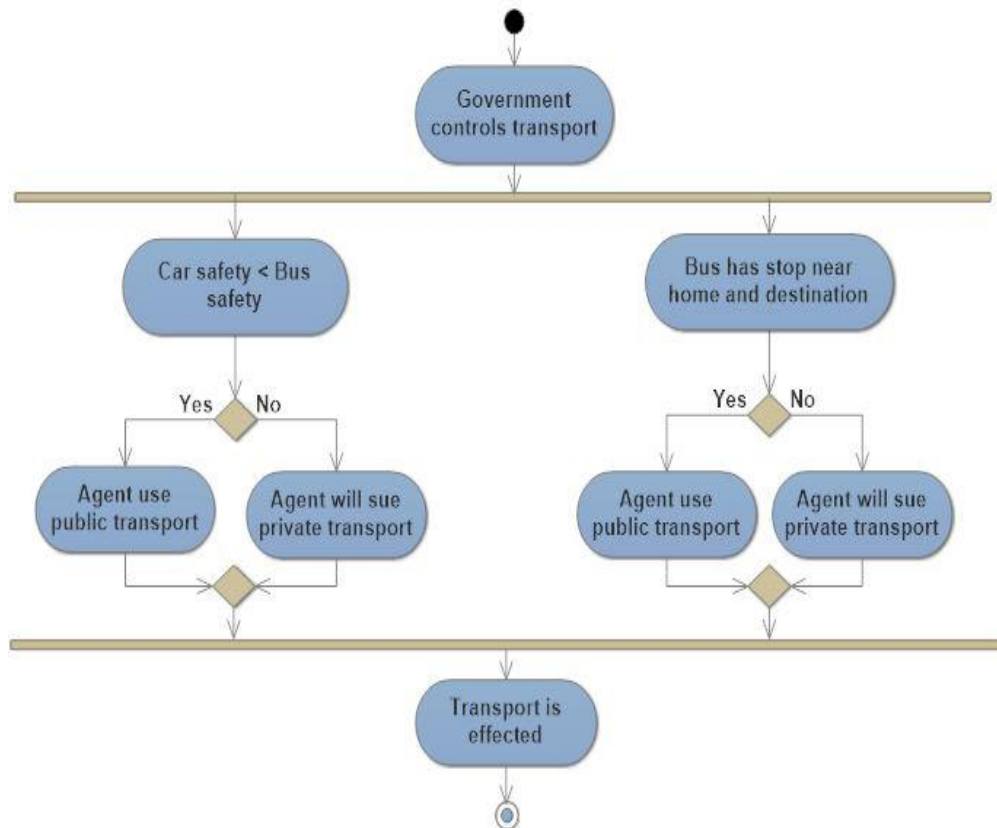 Government
controls transport
Car safety < Bus
safety
Bus has stop near
home and destination
Yes
No
Yes
No
Agent use
public transport
Agent will sue
private transport
Agent use
public transport
Agent will sue
private transport
Transport is
effected